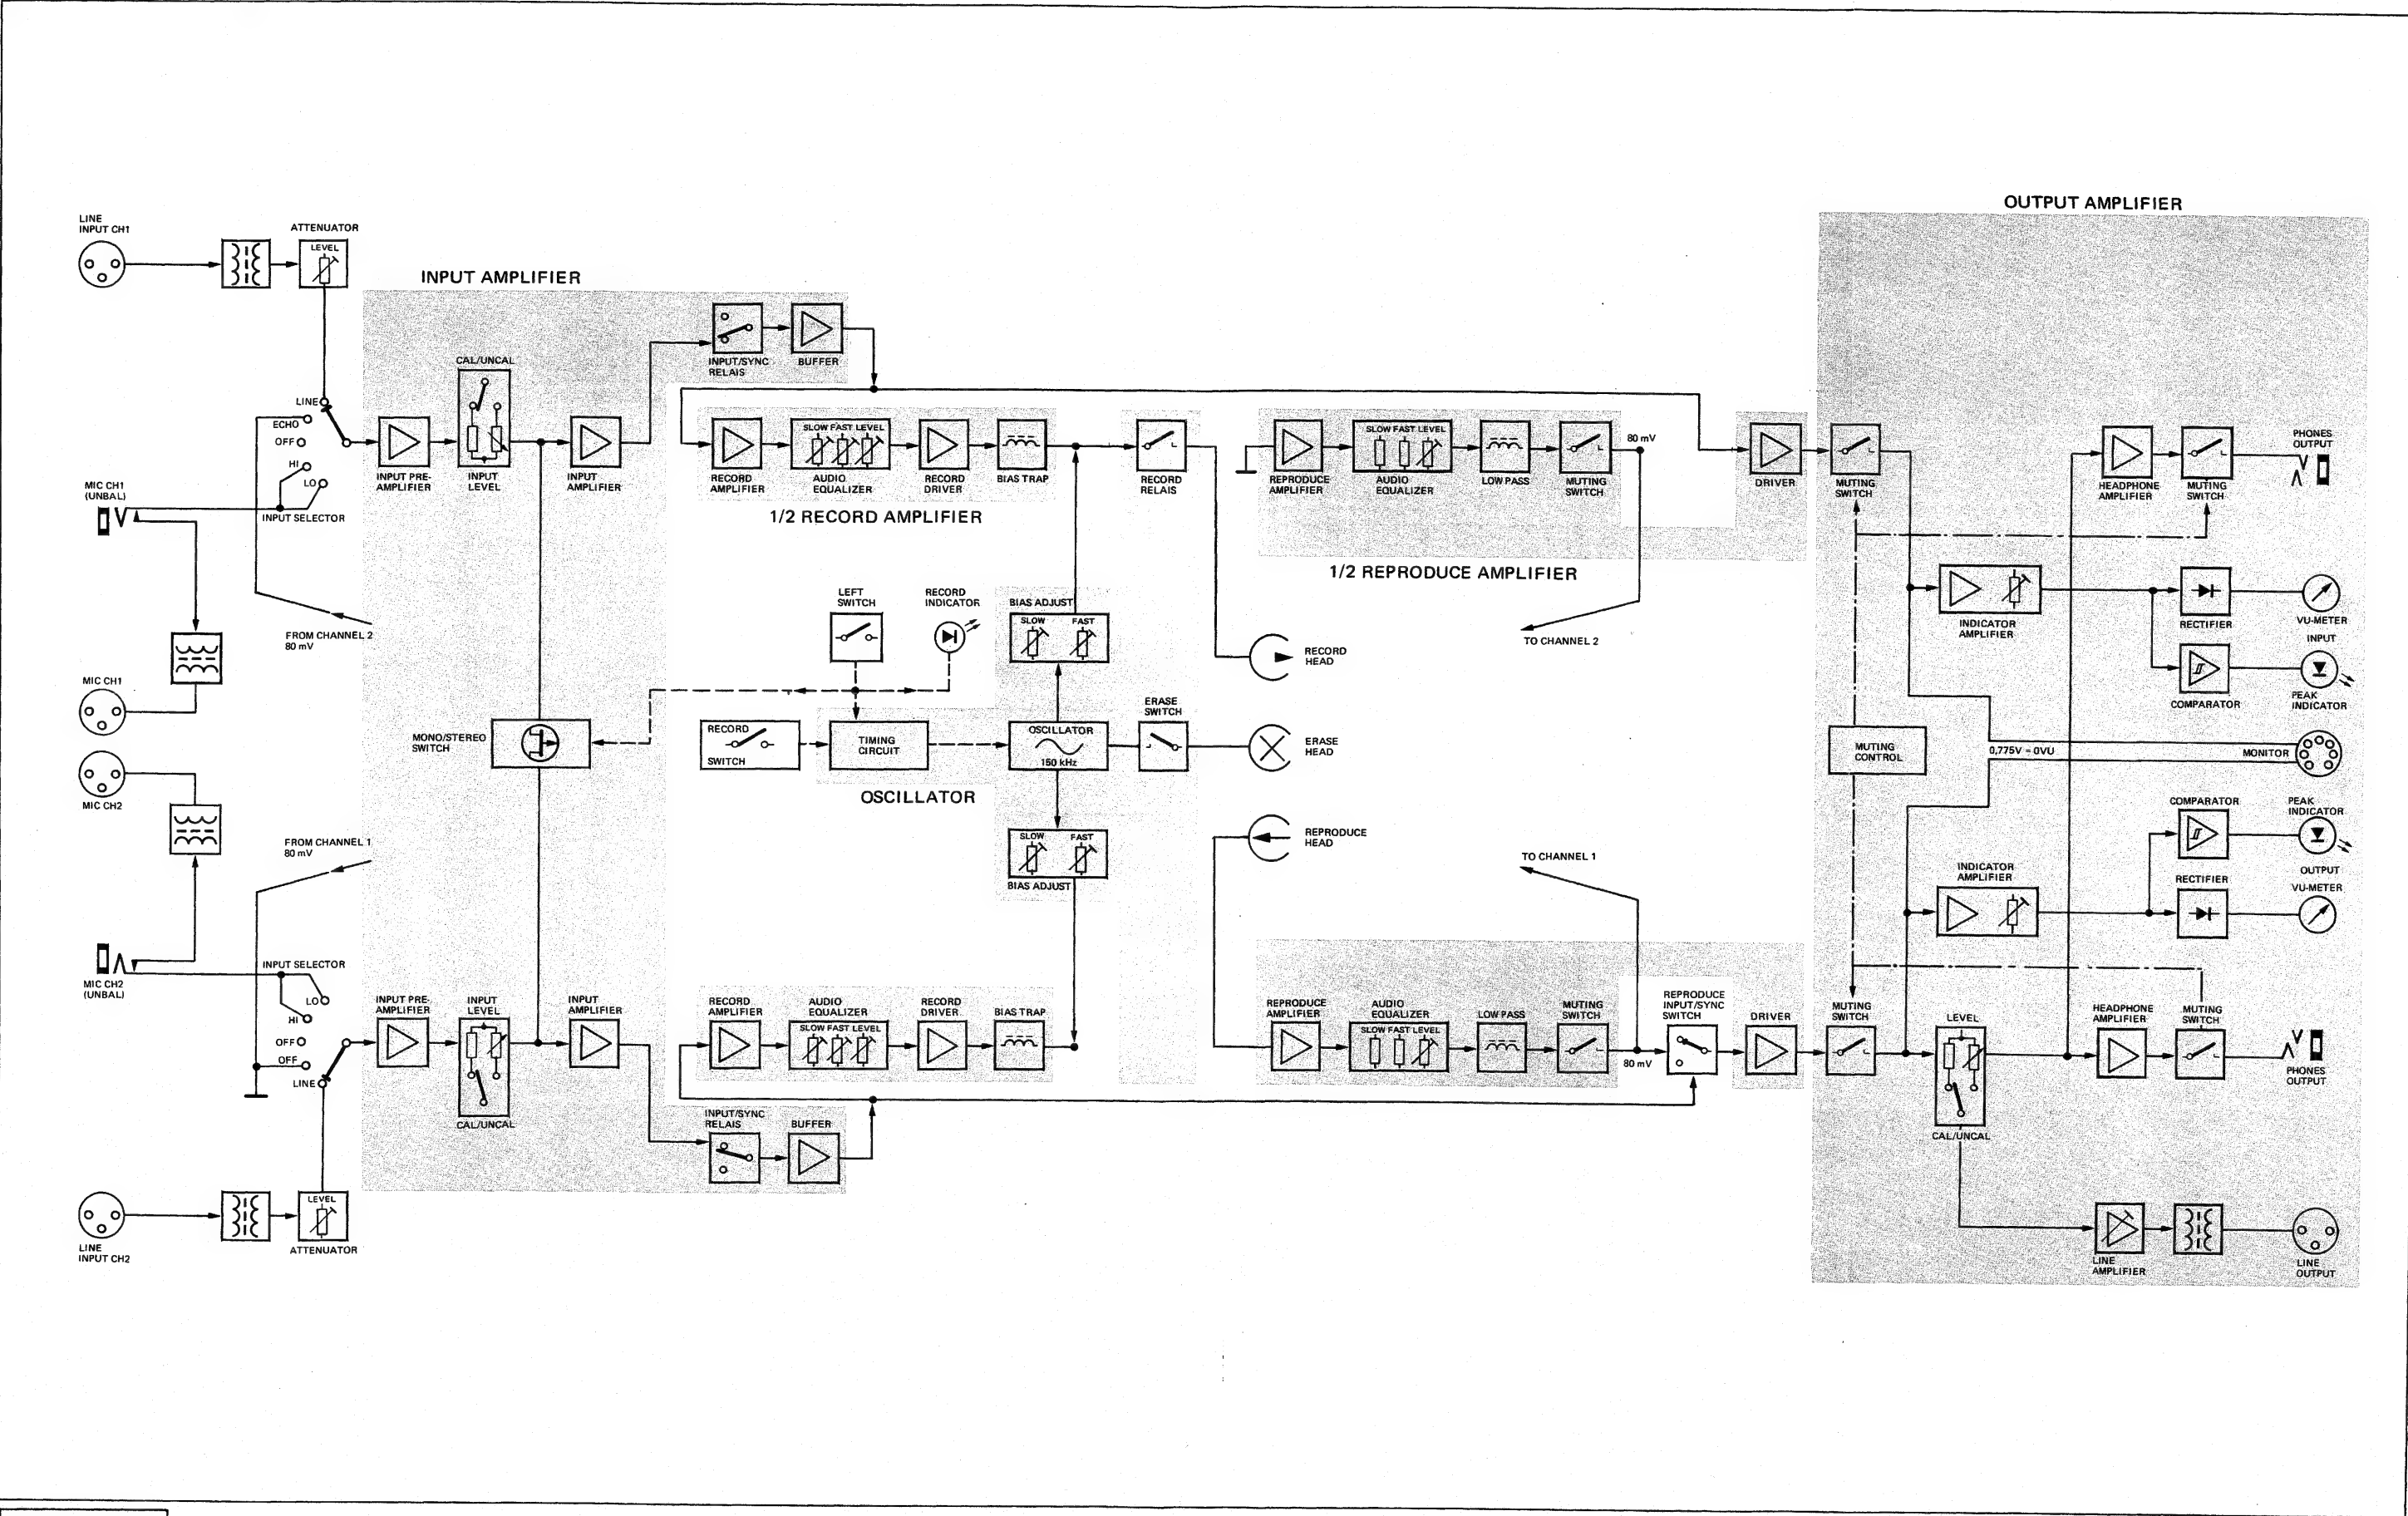 OUTPUT AMPLIFIER
LINE
INPUT CH1
ATTENUATOR
LEVEL
INPUT AMPLIFIER
CAL/UNCAL
INPUT/SYNC
RELAIS
BUFFER
LINE
ECHO
OFF
HI
LO
INPUT SELECTOR
MIC CH1
(UNBAL)
INPUT PRE-
AMPLIFIER
INPUT
LEVEL
INPUT
AMPLIFIER
RECORD
AMPLIFIER
SLOW FAST LEVEL
AUDIO
EQUALIZER
RECORD
DRIVER
BIAS TRAP
1/2 RECORD AMPLIFIER
RECORD
RELAIS
REPRODUCE
AMPLIFIER
SLOW FAST LEVEL
AUDIO
EQUALIZER
LOW PASS
MUTING
SWITCH
80 mV
1/2 REPRODUCE AMPLIFIER
DRIVER
MUTING
SWITCH
HEADPHONE
AMPLIFIER
MUTING
SWITCH
PHONES
OUTPUT
FROM CHANNEL 2
80 mV
LEFT
SWITCH
RECORD
INDICATOR
BIAS ADJUST
SLOW
FAST
RECORD
HEAD
TO CHANNEL 2
INDICATOR
AMPLIFIER
RECTIFIER
VU-METER
INPUT
COMPARATOR
PEAK
INDICATOR
MIC CH1
MIC CH2
MONO/STEREO
SWITCH
RECORD
SWITCH
TIMING
CIRCUIT
OSCILLATOR
150 kHz
ERASE
SWITCH
ERASE
HEAD
OSCILLATOR
MUTING
CONTROL
0,775V = 0VU
MONITOR
FROM CHANNEL 1
80 mV
SLOW
FAST
BIAS ADJUST
REPRODUCE
HEAD
TO CHANNEL 1
COMPARATOR
PEAK
INDICATOR
OUTPUT
INDICATOR
AMPLIFIER
RECTIFIER
VU-METER
MIC CH2
(UNBAL)
INPUT SELECTOR
LO
HI
OFF
OFF
LINE
INPUT PRE-
AMPLIFIER
INPUT
LEVEL
CAL/UNCAL
INPUT
AMPLIFIER
RECORD
AMPLIFIER
AUDIO
EQUALIZER
SLOW FAST LEVEL
RECORD
DRIVER
BIAS TRAP
INPUT/SYNC
RELAIS
BUFFER
REPRODUCE
AMPLIFIER
AUDIO
EQUALIZER
SLOW FAST LEVEL
LOW PASS
MUTING
SWITCH
80 mV
REPRODUCE
INPUT/SYNC
SWITCH
DRIVER
MUTING
SWITCH
LEVEL
CAL/UNCAL
HEADPHONE
AMPLIFIER
MUTING
SWITCH
PHONES
OUTPUT
LINE
INPUT CH2
LEVEL
ATTENUATOR
LINE
AMPLIFIER
LINE
OUTPUT